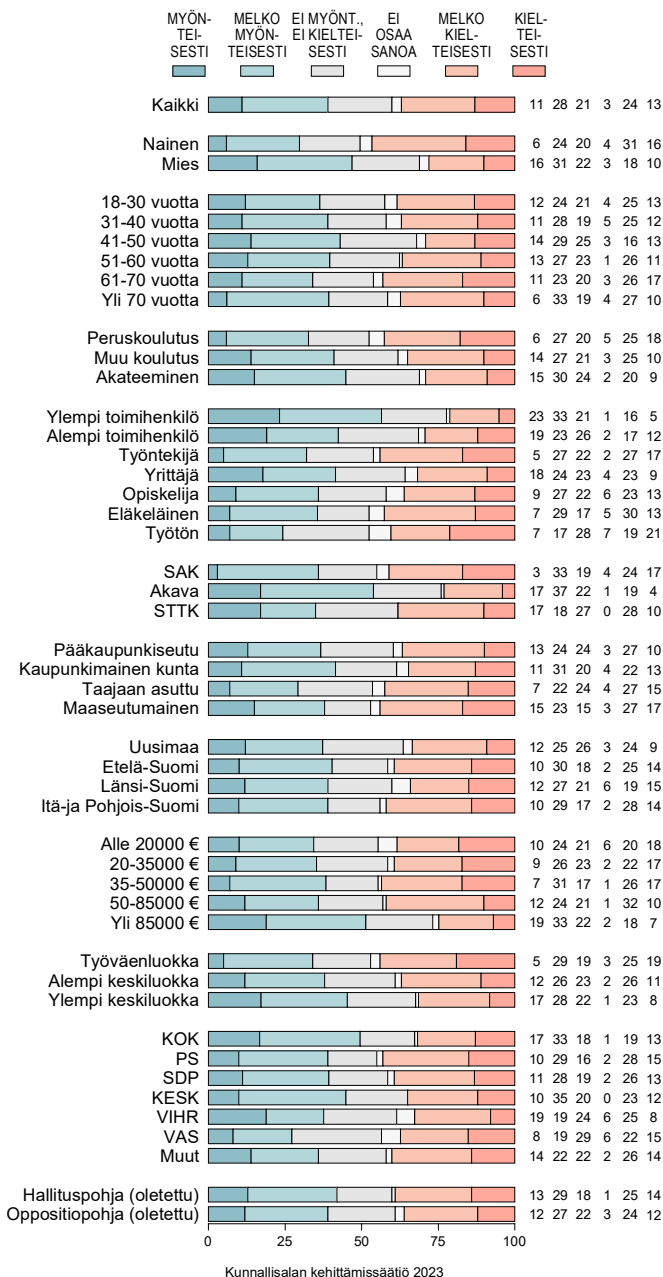 MYÖN- MELKO EI MYÖNT., EI MELKO KIEL-
TEI- MYÖN- EI KIELTEI- OSAA KIEL- TEI-
SESTI TEISESTI SESTI SANOA TEISESTI SESTI
Kaikki 11 28 21 3 24 13
Nainen 6 24 20 4 31 16
Mies 16 31 22 3 18 10
18-30 vuotta 12 24 21 4 25 13
31-40 vuotta 11 28 19 5 25 12
41-50 vuotta 14 29 25 3 16 13
51-60 vuotta 13 27 23 1 26 11
61-70 vuotta 11 23 20 3 26 17
Yli 70 vuotta 6 33 19 4 27 10
Peruskoulutus 6 27 20 5 25 18
Muu koulutus 14 27 21 3 25 10
Akateeminen 15 30 24 2 20 9
Ylempi toimihenkilö 23 33 21 1 16 5
Alempi toimihenkilö 19 23 26 2 17 12
Työntekijä 5 27 22 2 27 17
Yrittäjä 18 24 23 4 23 9
Opiskelija 9 27 22 6 23 13
Eläkeläinen 7 29 17 5 30 13
Työtön 7 17 28 7 19 21
SAK 3 33 19 4 24 17
Akava 17 37 22 1 19 4
STTK 17 18 27 0 28 10
Pääkaupunkiseutu 13 24 24 3 27 10
Kaupunkimainen kunta 11 31 20 4 22 13
Taajaan asuttu 7 22 24 4 27 15
Maaseutumainen 15 23 15 3 27 17
Uusimaa 12 25 26 3 24 9
Etelä-Suomi 10 30 18 2 25 14
Länsi-Suomi 12 27 21 6 19 15
Itä-ja Pohjois-Suomi 10 29 17 2 28 14
Alle 20000 € 10 24 21 6 20 18
20-35000 € 9 26 23 2 22 17
35-50000 € 7 31 17 1 26 17
50-85000 € 12 24 21 1 32 10
Yli 85000 € 19 33 22 2 18 7
Työväenluokka 5 29 19 3 25 19
Alempi keskiluokka 12 26 23 2 26 11
Ylempi keskiluokka 17 28 22 1 23 8
KOK 17 33 18 1 19 13
PS 10 29 16 2 28 15
SDP 11 28 19 2 26 13
KESK 10 35 20 0 23 12
VIHR 19 19 24 6 25 8
VAS 8 19 29 6 22 15
Muut 14 22 22 2 26 14
Hallituspohja (oletettu) 13 29 18 1 25 14
Oppositiopohja (oletettu) 12 27 22 3 24 12
0 25 50 75 100
Kunnallisalan kehittämissäätiö 2023